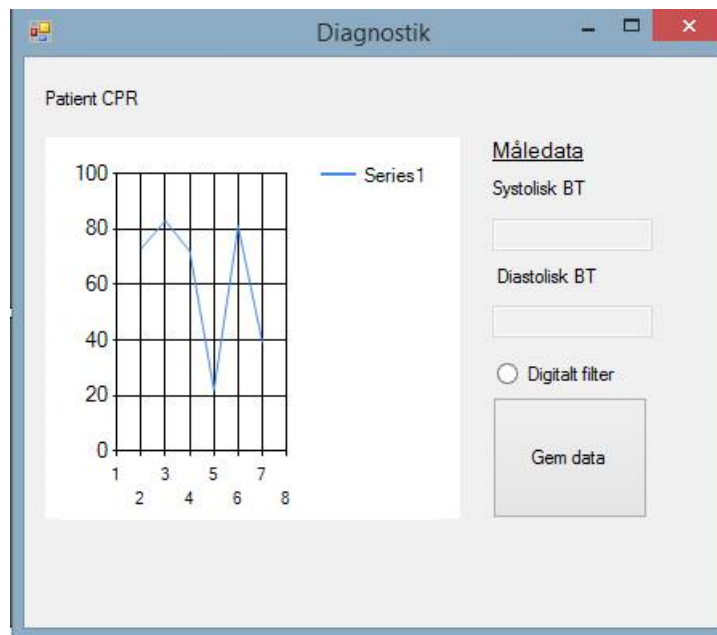 Diagnostik
Patient CPR
100
80
60
40
20
0
1 3 5 7
2 4 6 8
Series1
Måledata
Systolisk BT
Diastolisk BT
Digitalt filter
Gem data